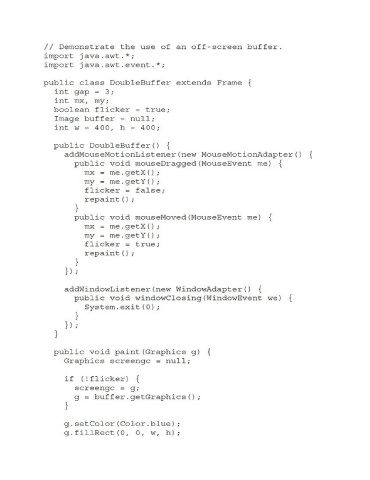 // Demonstrate the use of an off-screen buffer.
import java.awt.*;
import java.awt.event.*;

public class DoubleBuffer extends Frame {
  int gap = 3;
  int mx, my;
  boolean flicker = true;
  Image buffer = null;
  int w = 400, h = 400;

  public DoubleBuffer() {
    addMouseMotionListener(new MouseMotionAdapter() {
      public void mouseDragged(MouseEvent me) {
        mx = me.getX();
        my = me.getY();
        flicker = false;
        repaint();
      }
      public void mouseMoved(MouseEvent me) {
        mx = me.getX();
        my = me.getY();
        flicker = true;
        repaint();
      }
    });

    addWindowListener(new WindowAdapter() {
      public void windowClosing(WindowEvent we) {
        System.exit(0);
      }
    });
  }

  public void paint(Graphics g) {
    Graphics screengc = null;

    if (!flicker) {
      screengc = g;
      g = buffer.getGraphics();
    }

    g.setColor(Color.blue);
    g.fillRect(0, 0, w, h);